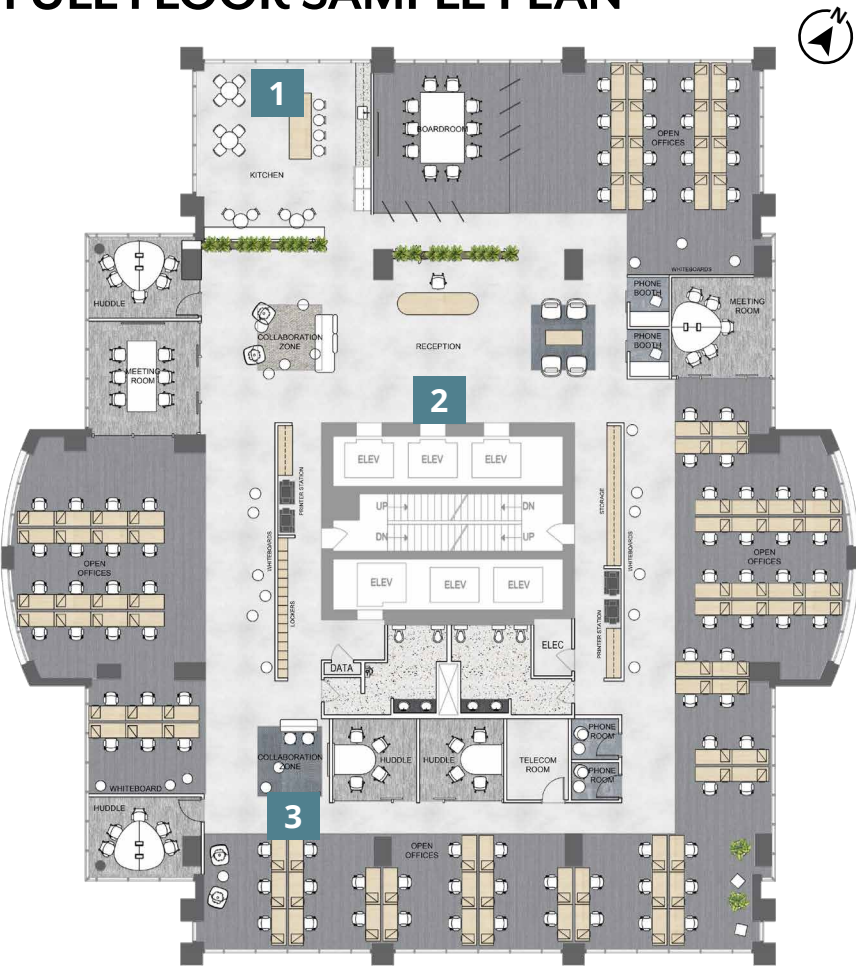 FULL FLOOR SAMPLE PLAN
N
1
BOARDROOM
OPEN
OFFICES
KITCHEN
WHITEBOARDS
HUDDLE
PHONE
BOOTH
MEETING
ROOM
COLLABORATION
ZONE
RECEPTION
PHONE
BOOTH
MEETING
ROOM
2
ELEV
ELEV
ELEV
PRINTER STATION
UP
DN
STORAGE
DN
UP
WHITEBOARDS
WHITEBOARDS
OPEN
OFFICES
OPEN
OFFICES
ELEV
ELEV
ELEV
LOCKERS
PRINTER STATION
ELEC
DATA
COLLABORATION
ZONE
HUDDLE
HUDDLE
TELECOM
ROOM
PHONE
ROOM
PHONE
ROOM
WHITEBOARD
HUDDLE
3
OPEN
OFFICES